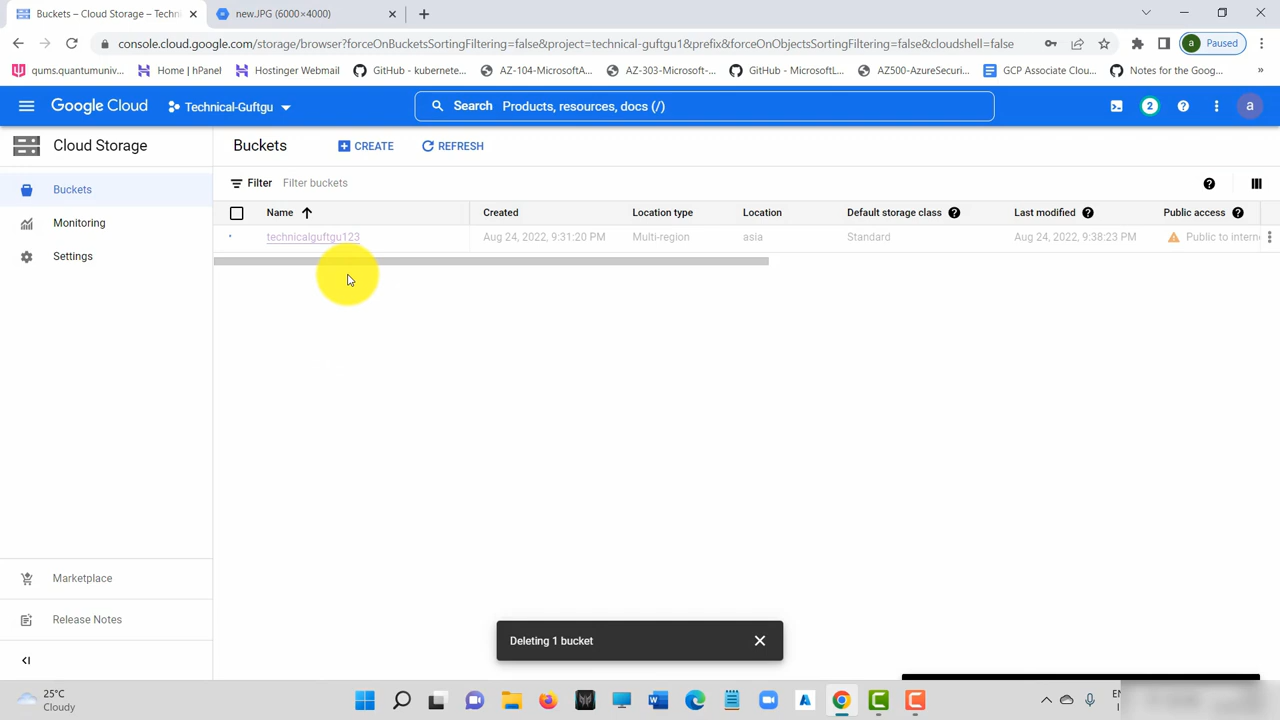 Buckets – Cloud Storage – Techni
new.JPG (6000×4000)
console.cloud.google.com/storage/browser?forceOnBucketsSortingFiltering=false&project=technical-guftgu1&prefix&forceOnObjectsSortingFiltering=false&cloudshell=false
a Paused
qums.quantumuniv...
Home | hPanel
Hostinger Webmail
GitHub - kubernete...
AZ-104-MicrosoftA...
AZ-303-Microsoft-...
GitHub - MicrosoftL...
AZ500-AzureSecuri...
GCP Associate Clou...
Notes for the Goog...
»
Google Cloud
Technical-Guftgu
Search Products, resources, docs (/)
2
a
Cloud Storage
Buckets
CREATE
REFRESH
Buckets
Monitoring
Settings
Filter Filter buckets
Name Created Location type Location Default storage class Last modified Public access
technicalguftgu123 Aug 24, 2022, 9:31:20 PM Multi-region asia Standard Aug 24, 2022, 9:38:23 PM Public to intern
Marketplace
Release Notes
Deleting 1 bucket
25°C
Cloudy